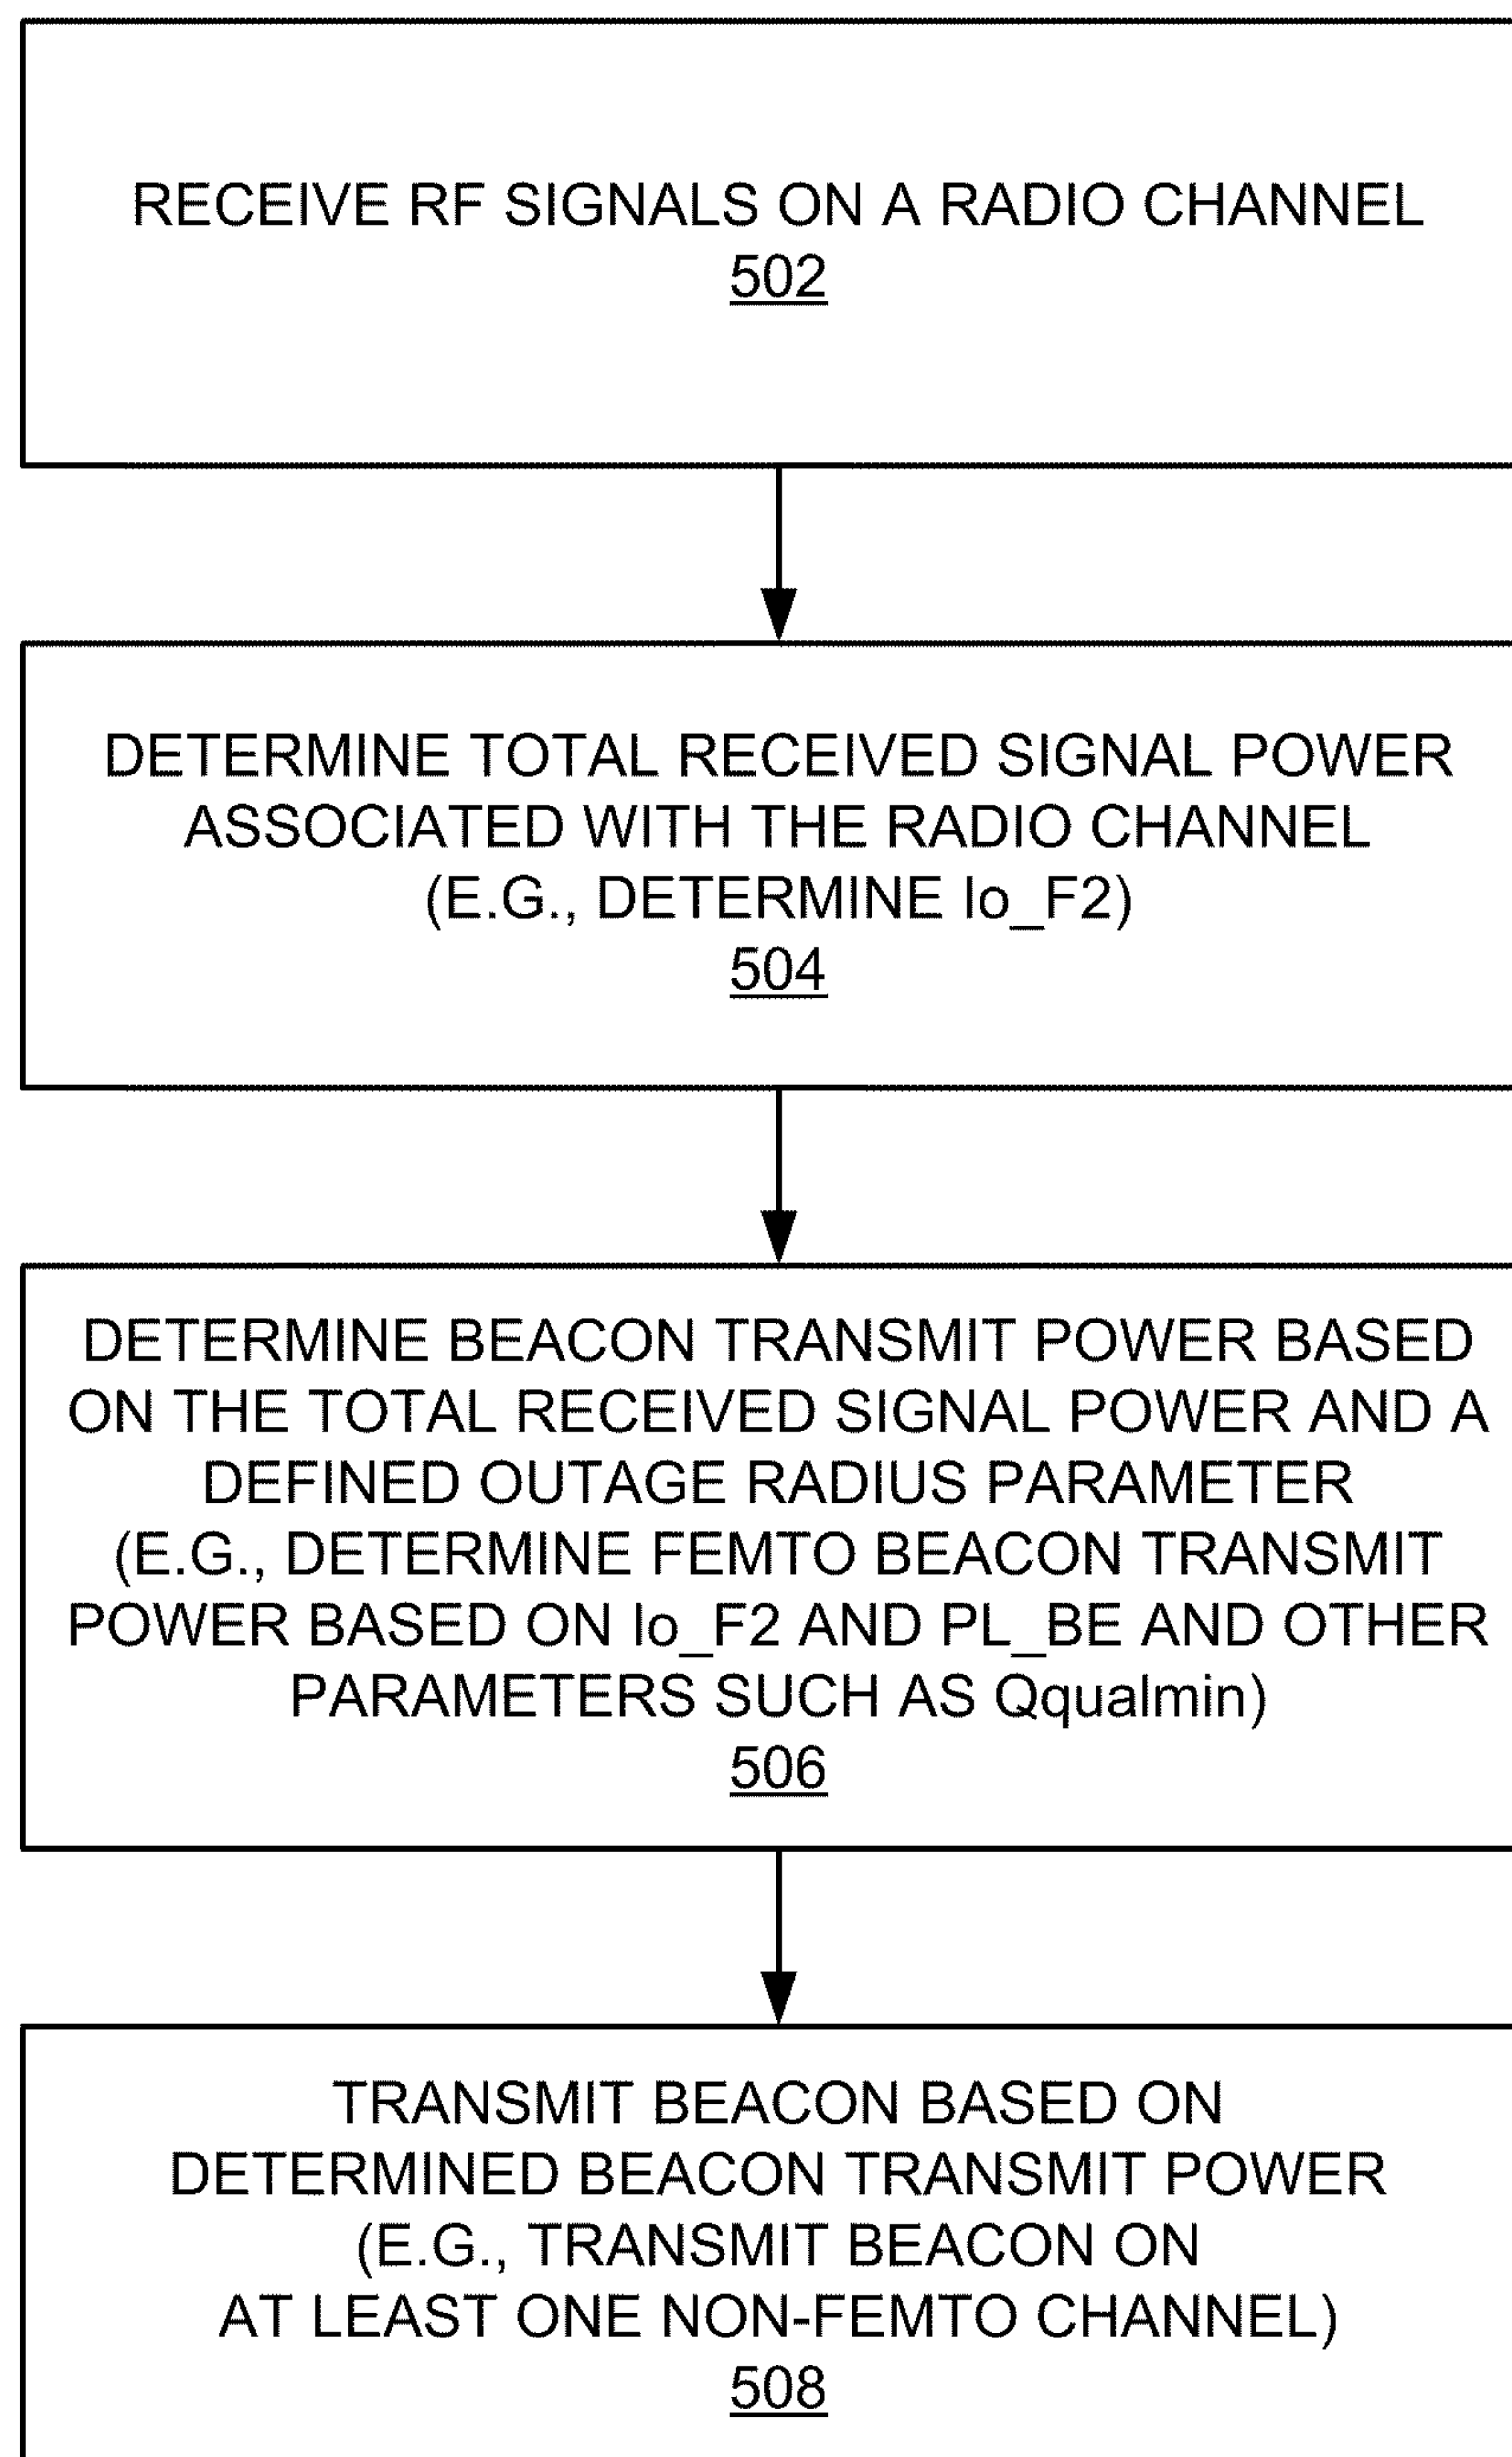 RECEIVE RF SIGNALS ON A RADIO CHANNEL
502
DETERMINE TOTAL RECEIVED SIGNAL POWER
ASSOCIATED WITH THE RADIO CHANNEL
(E.G., DETERMINE Io_F2)
504
DETERMINE BEACON TRANSMIT POWER BASED
ON THE TOTAL RECEIVED SIGNAL POWER AND A
DEFINED OUTAGE RADIUS PARAMETER
(E.G., DETERMINE FEMTO BEACON TRANSMIT
POWER BASED ON Io_F2 AND PL_BE AND OTHER
PARAMETERS SUCH AS Qqualmin)
506
TRANSMIT BEACON BASED ON
DETERMINED BEACON TRANSMIT POWER
(E.G., TRANSMIT BEACON ON
AT LEAST ONE NON-FEMTO CHANNEL)
508